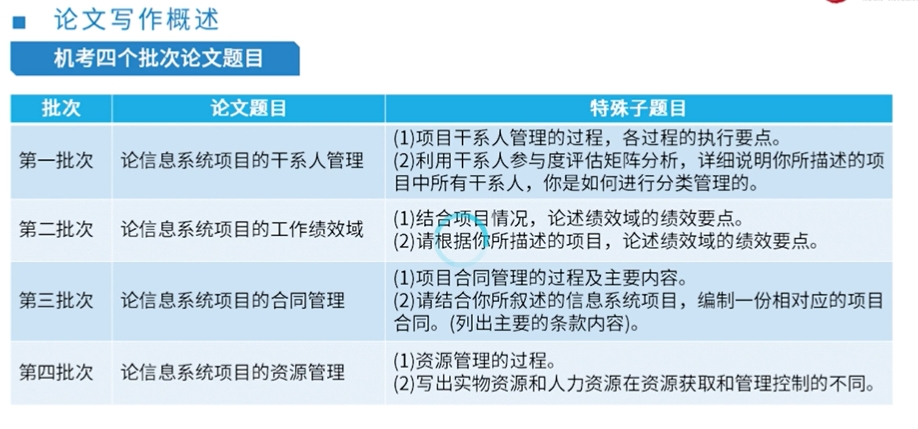 论文写作概述
机考四个批次论文题目
批次 论文题目 特殊子题目
第一批次 论信息系统项目的干系人管理 (1)项目干系人管理的过程，各过程的执行要点。
(2)利用干系人参与度评估矩阵分析，详细说明你所描述的项
目中所有干系人，你是如何进行分类管理的。
第二批次 论信息系统项目的工作绩效域 (1)结合项目情况，论述绩效域的绩效要点。
(2)请根据你所描述的项目，论述绩效域的绩效要点。
第三批次 论信息系统项目的合同管理 (1)项目合同管理的过程及主要内容。
(2)请结合你所叙述的信息系统项目，编制一份相对应的项目
合同。(列出主要的条款内容)。
第四批次 论信息系统项目的资源管理 (1)资源管理的过程。
(2)写出实物资源和人力资源在资源获取和管理控制的不同。